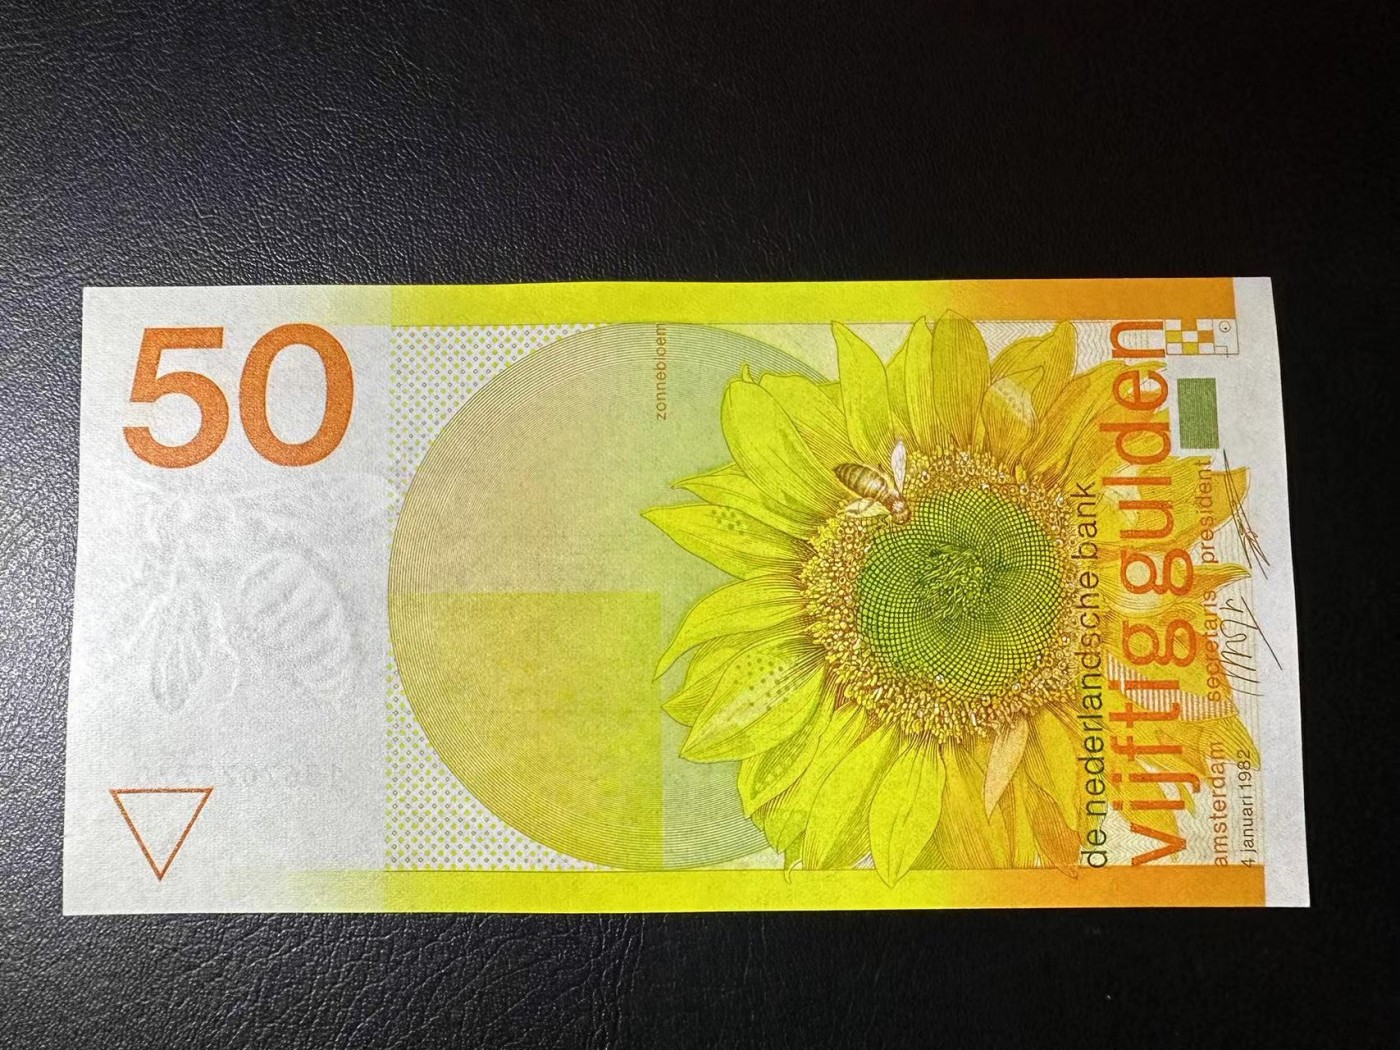 50
zonnebloem
de nederlandsche bank
vijftig gulden
amsterdam secretaris president
4 januari 1982